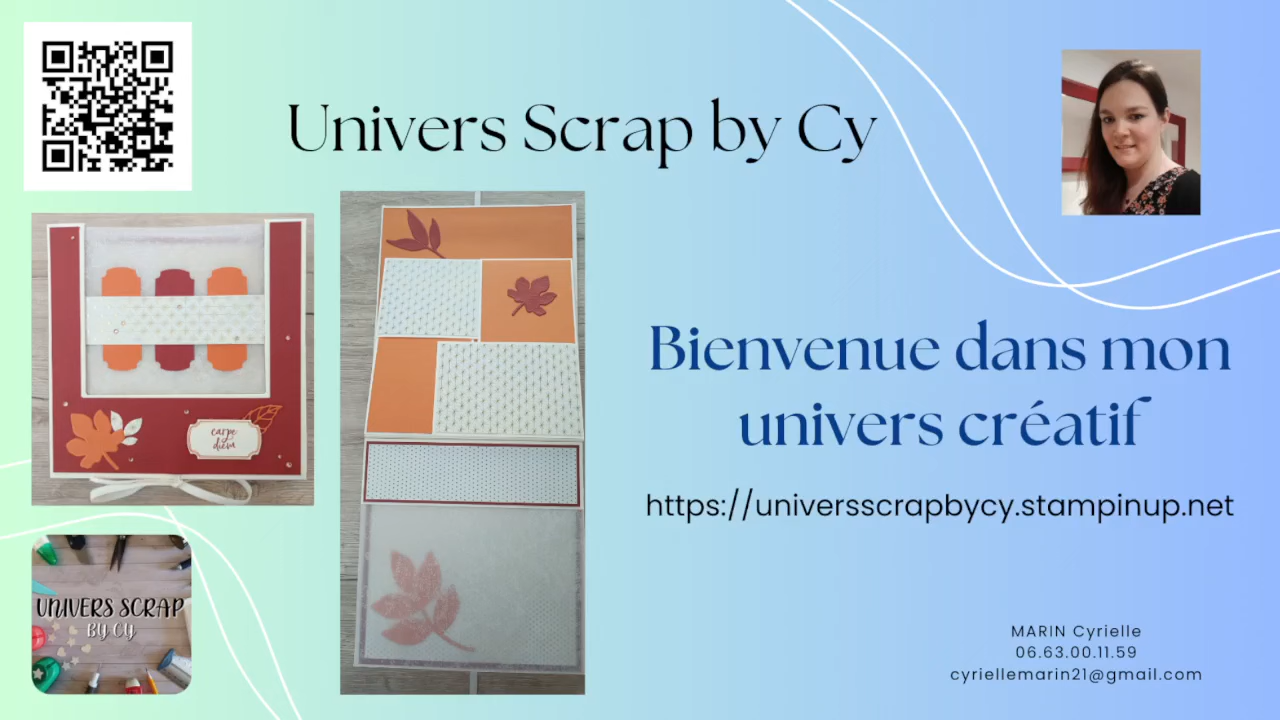 Univers Scrap by Cy
carpe
diem
Bienvenue dans mon
univers créatif
https://universscrapbycy.stampinup.net
UNIVERS SCRAP
BY CY
MARIN Cyrielle
06.63.00.11.59
cyriellemarin21@gmail.com